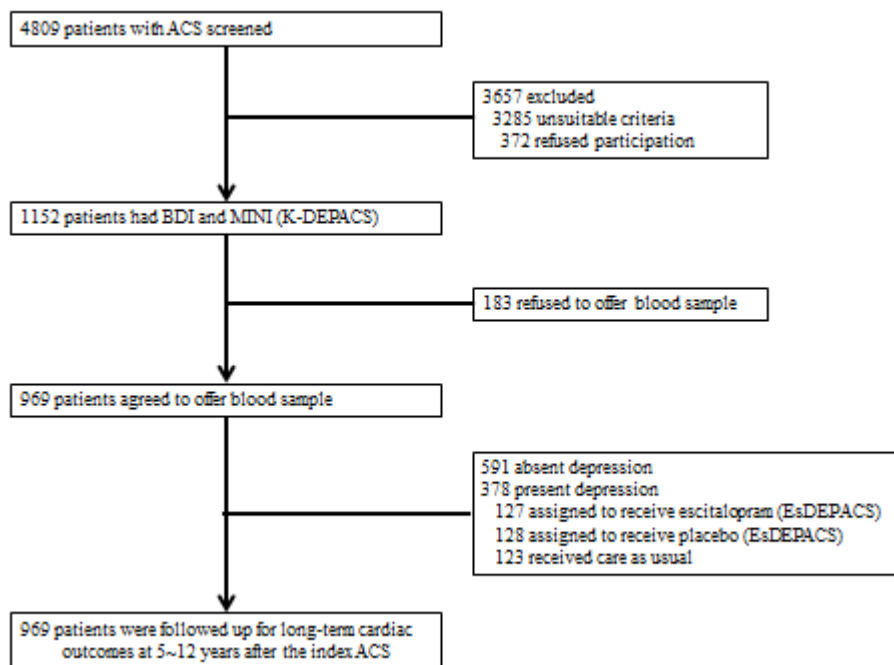 4809 patients with ACS screened
3657 excluded
3285 unsuitable criteria
372 refused participation
1152 patients had BDI and MINI (K-DEPACS)
183 refused to offer blood sample
969 patients agreed to offer blood sample
591 absent depression
378 present depression
127 assigned to receive escitalopram (EsDEPACS)
128 assigned to receive placebo (EsDEPACS)
123 received care as usual
969 patients were followed up for long-term cardiac
outcomes at 5~12 years after the index ACS